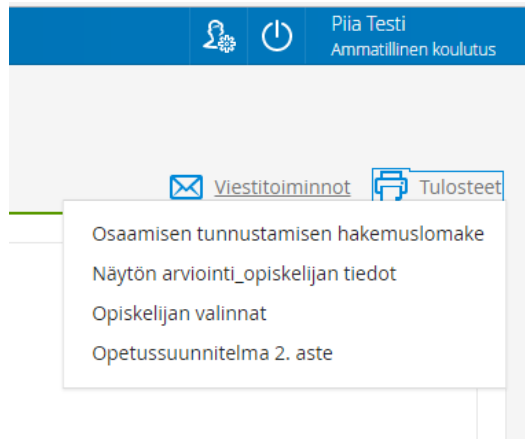 Piia Testi
Ammatillinen koulutus
Viestitoiminnot Tulosteet
Osaamisen tunnustamisen hakemuslomake
Näytön arviointi_opiskelijan tiedot
Opiskelijan valinnat
Opetussuunnitelma 2. aste